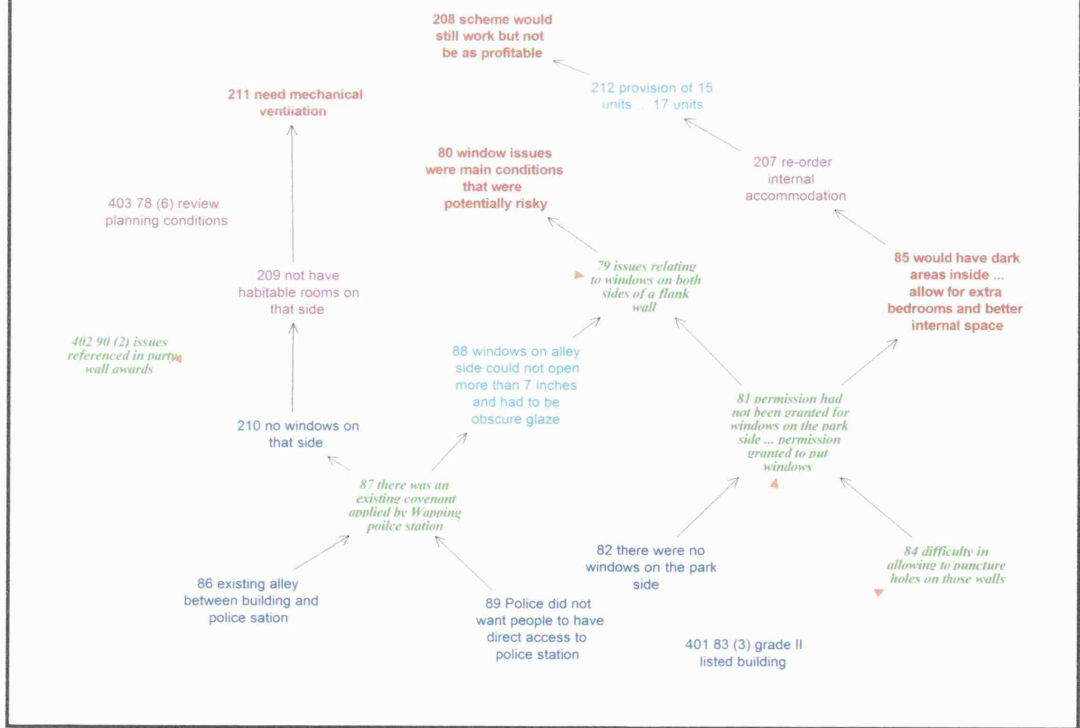 208 scheme would
still work but not
be as profitable
212 provision of 15
units ... 17 units
211 need mechanical
ventilation
80 window issues
were main conditions
that were
potentially risky
207 re-order
internal
accommodation
403 78 (6) review
planning conditions
209 not have
habitable rooms on
that side
79 issues relating
to windows on both
sides of a flank
wall
85 would have dark
areas inside ...
allow for extra
bedrooms and better
internal space
402 90 (2) issues
referenced in party
wall awards
88 windows on alley
side could not open
more than 7 inches
and had to be
obscure glaze
81 permission had
not been granted for
windows on the park
side ... permission
granted to put
windows
210 no windows on
that side
87 there was an
existing covenant
applied by Wapping
poilce station
82 there were no
windows on the park
side
84 difficulty in
allowing to puncture
holes on those walls
86 existing alley
between building and
police sation
89 Police did not
want people to have
direct access to
police station
401 83 (3) grade II
listed building